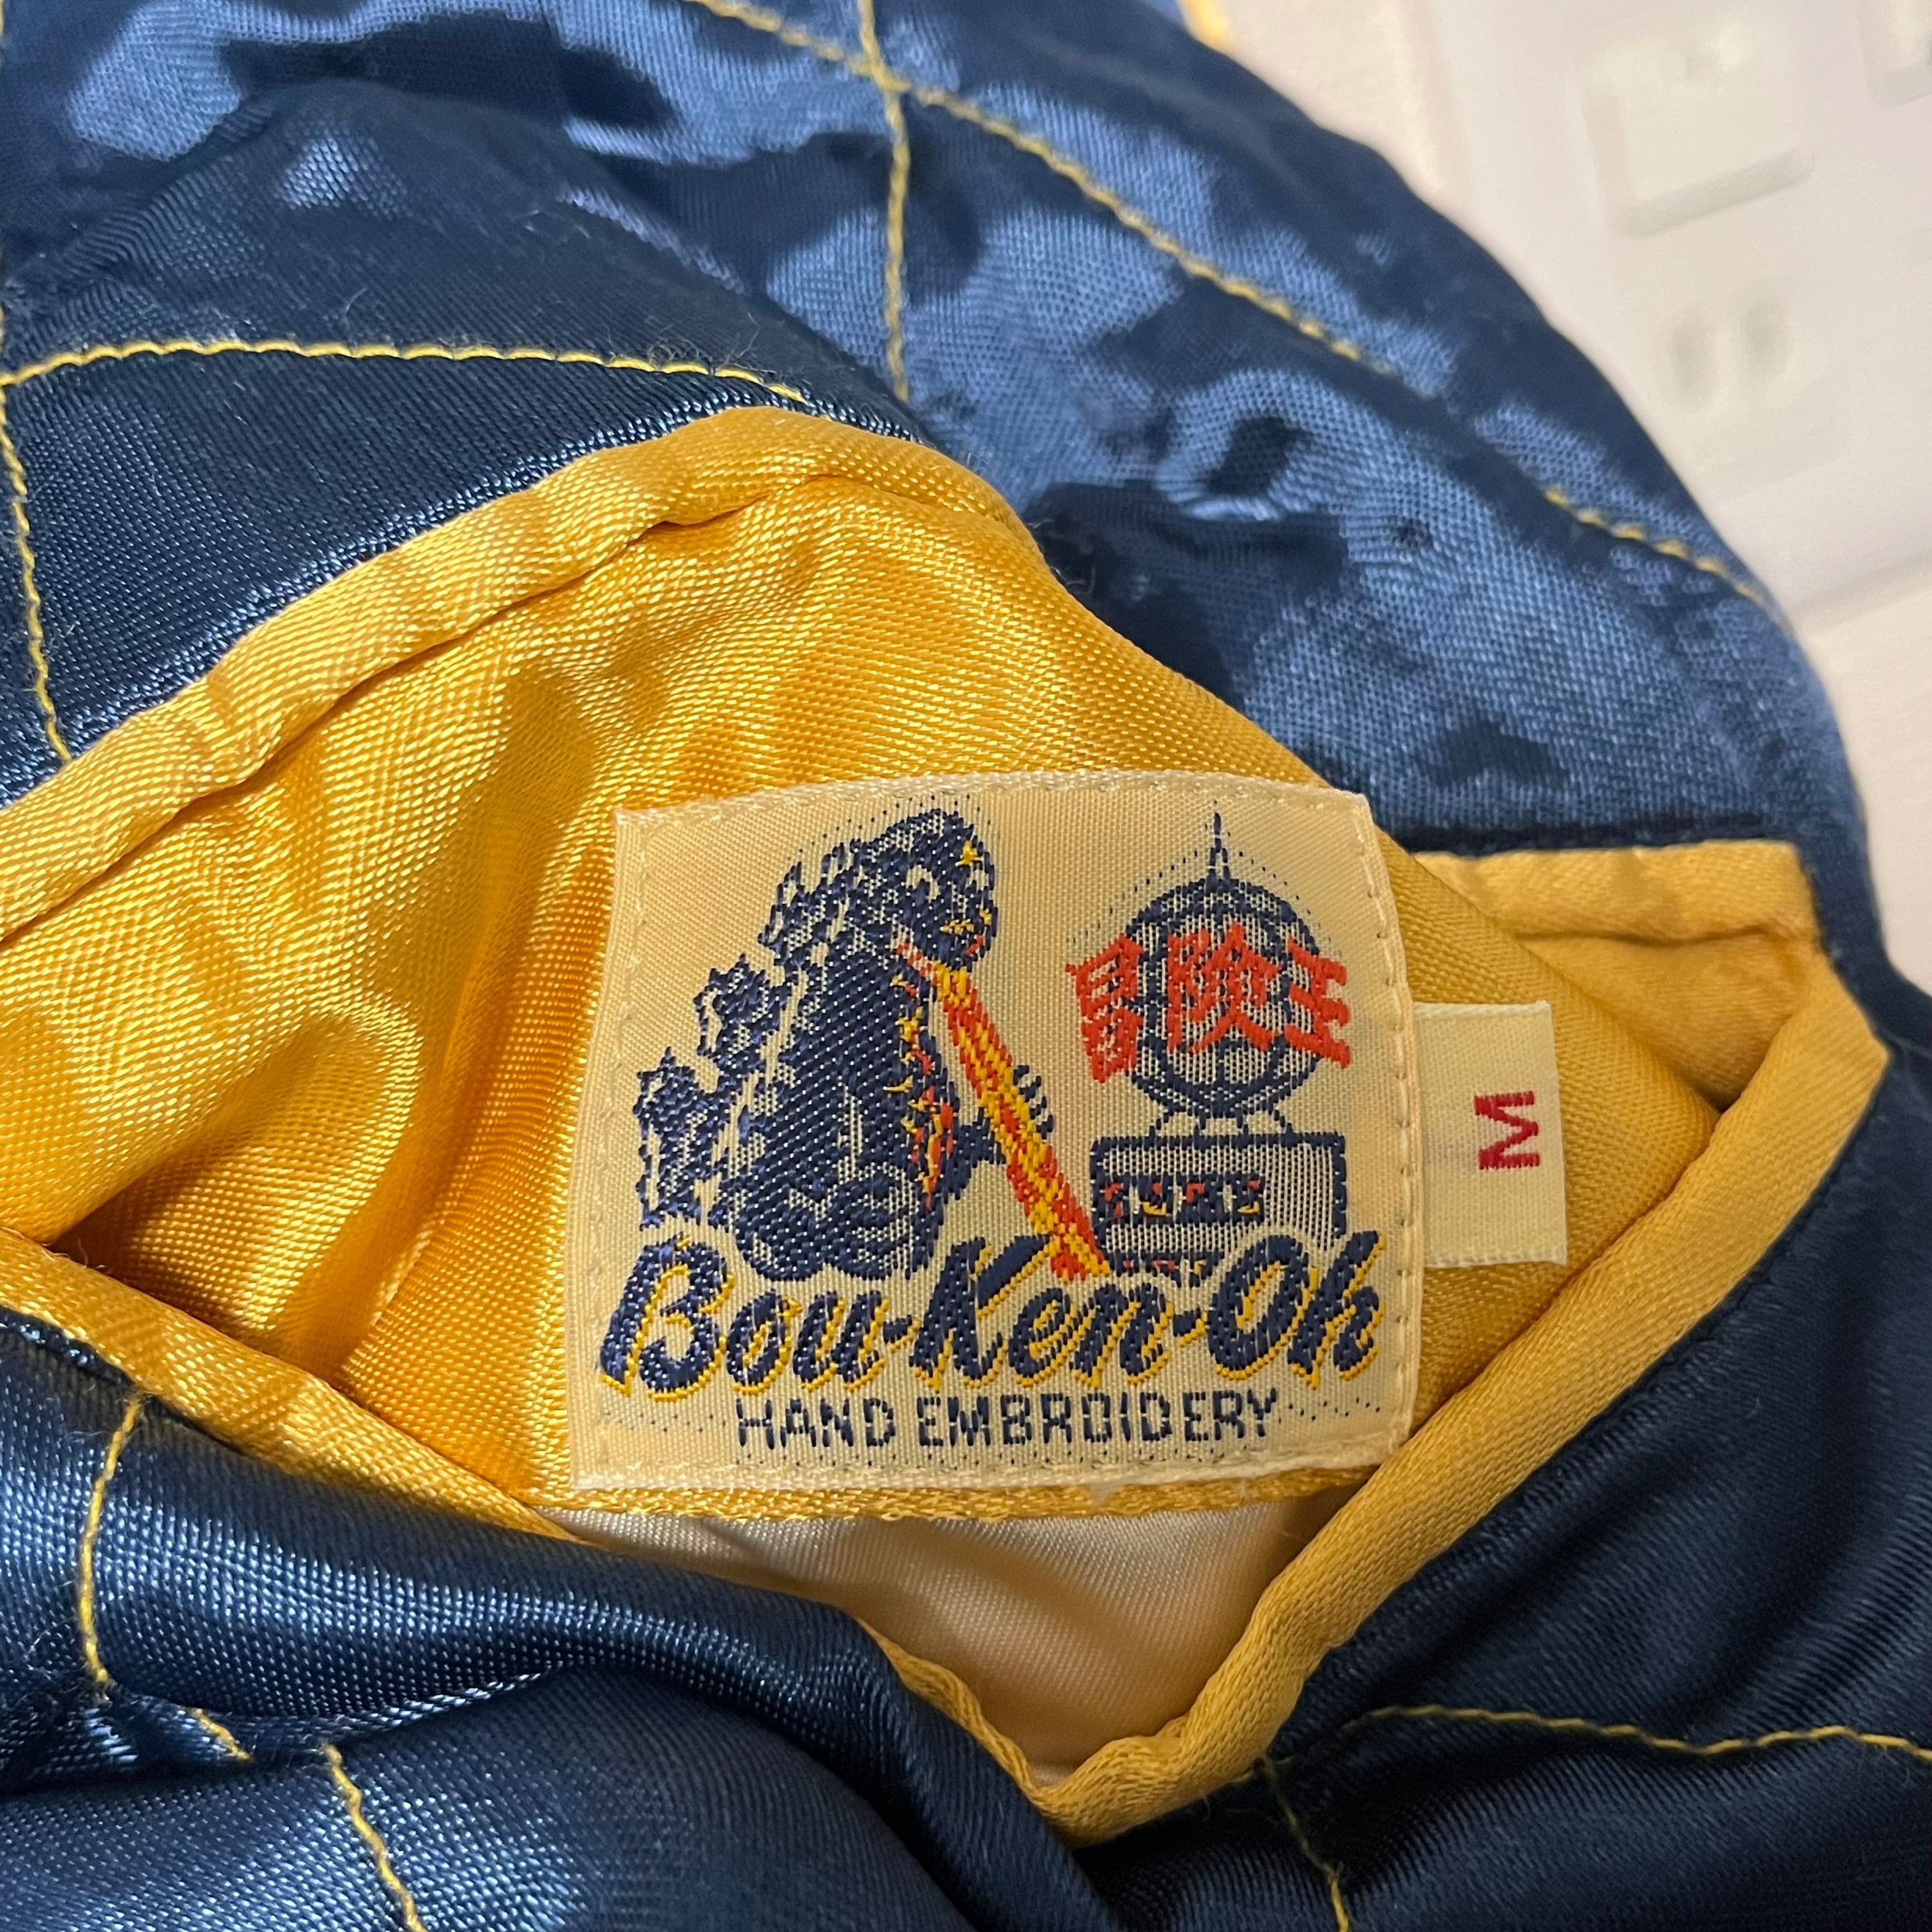 冒険王
M
Bou-Ken-Oh
HAND EMBROIDERY